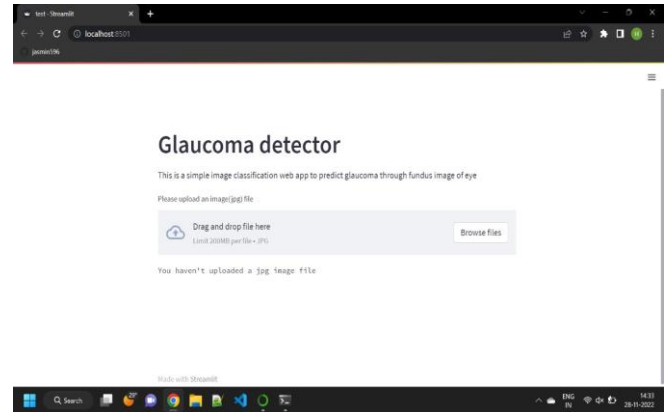 test · Streamlit
localhost:8501
jasmin596
Glaucoma detector
This is a simple image classification web app to predict glaucoma through fundus image of eye
Please upload an image(jpg) file
Drag and drop file here
Limit 200MB per file • JPG
Browse files
You haven't uploaded a jpg image file
Made with Streamlit
Search
27°
ENG
IN
14:33
28-11-2022